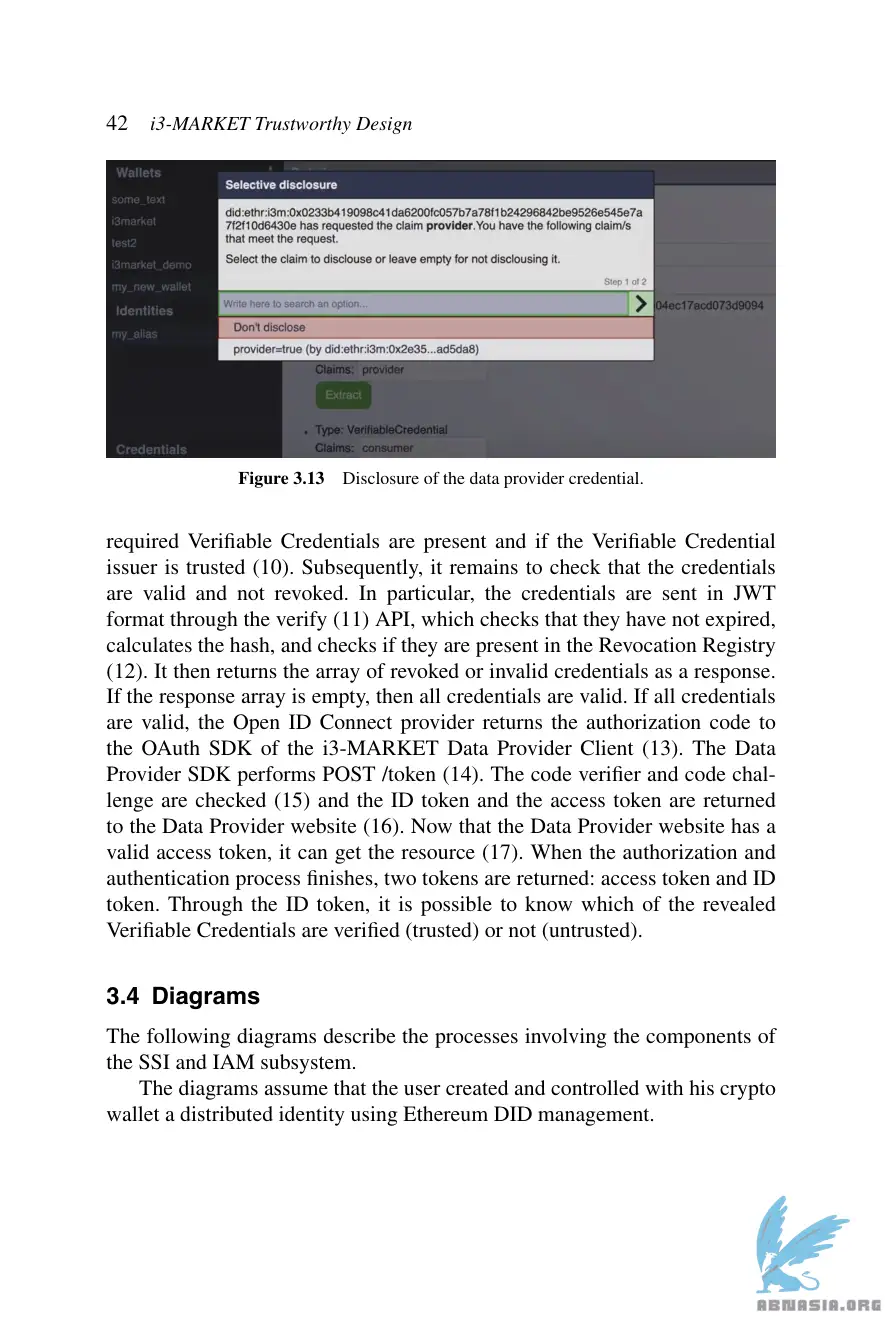 42 i3-MARKET Trustworthy Design
Wallets
some_text
i3market
test2
i3market_demo
my_new_wallet
Identities
my_alias
Credentials
Selective disclosure
did:ethr:i3m:0x0233b419098c41da6200fc057b7a78f1b24296842be9526e545e7a
7f2f10d6430e has requested the claim provider.You have the following claim/s
that meet the request.
Select the claim to disclouse or leave empty for not disclousing it.
Step 1 of 2
Write here to search an option...
04ec17acd073d9094
Don't disclose
provider=true (by did:ethr:i3m:0x2e35...ad5da8)
Claims: provider
Extract
Type: VerifiableCredential
Claims: consumer
Figure 3.13 Disclosure of the data provider credential.
required Verifiable Credentials are present and if the Verifiable Credential
issuer is trusted (10). Subsequently, it remains to check that the credentials
are valid and not revoked. In particular, the credentials are sent in JWT
format through the verify (11) API, which checks that they have not expired,
calculates the hash, and checks if they are present in the Revocation Registry
(12). It then returns the array of revoked or invalid credentials as a response.
If the response array is empty, then all credentials are valid. If all credentials
are valid, the Open ID Connect provider returns the authorization code to
the OAuth SDK of the i3-MARKET Data Provider Client (13). The Data
Provider SDK performs POST /token (14). The code verifier and code chal-
lenge are checked (15) and the ID token and the access token are returned
to the Data Provider website (16). Now that the Data Provider website has a
valid access token, it can get the resource (17). When the authorization and
authentication process finishes, two tokens are returned: access token and ID
token. Through the ID token, it is possible to know which of the revealed
Verifiable Credentials are verified (trusted) or not (untrusted).
3.4 Diagrams
The following diagrams describe the processes involving the components of
the SSI and IAM subsystem.
The diagrams assume that the user created and controlled with his crypto
wallet a distributed identity using Ethereum DID management.
ABNASIA.ORG